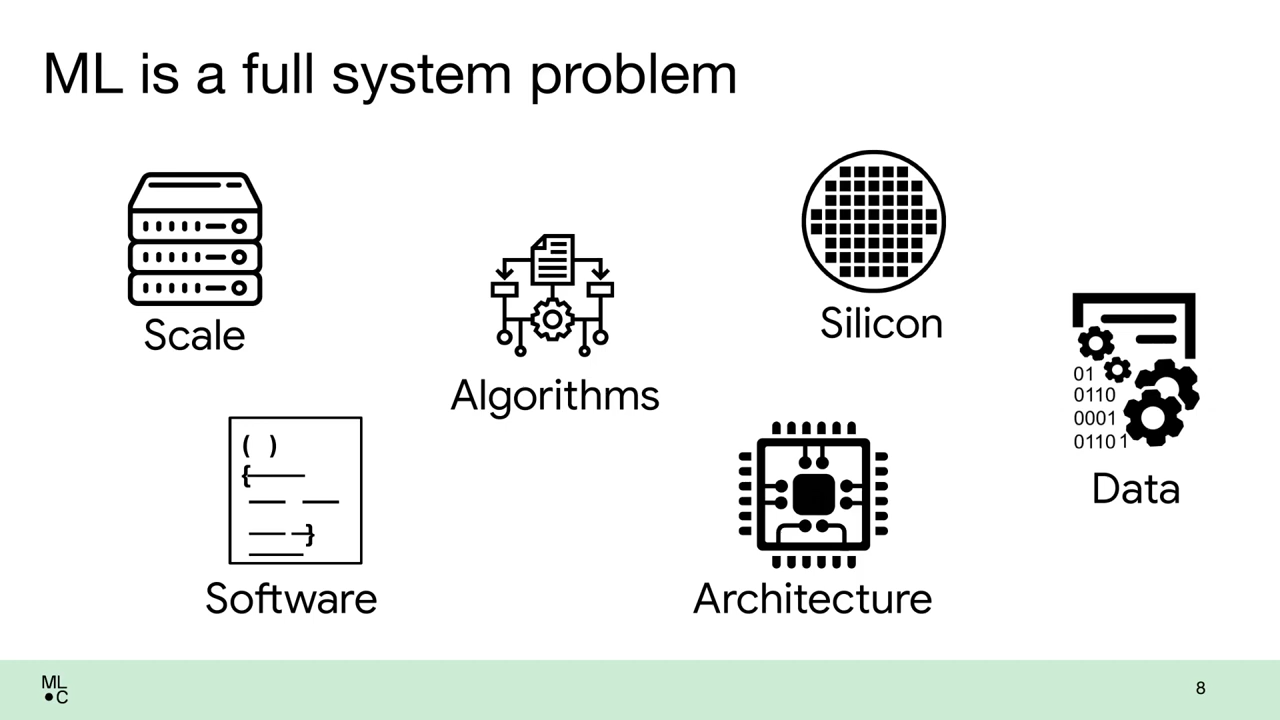 ML is a full system problem
Scale
Algorithms
Silicon
01
0110
0001
01101
Data
( )
{
}
Software
Architecture
ML
C
8